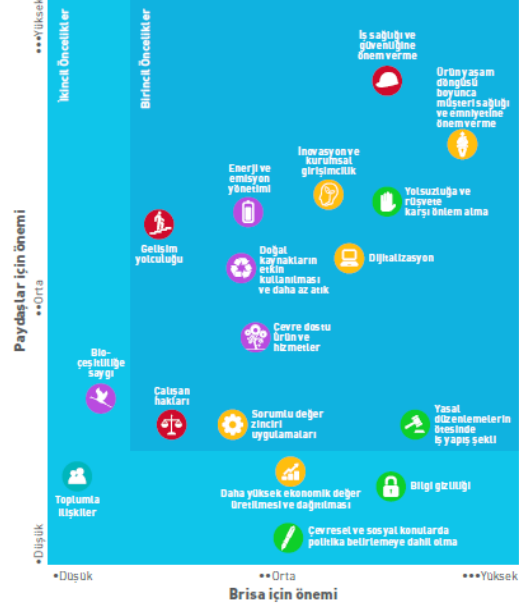 •••Yüksek
İkincil Öncelikler
Birincil Öncelikler
İş sağlığı ve
güvenliğine
önem verme
Ürün yaşam
döngüsü
boyunca
müşteri sağlığı
ve emniyetine
önem verme
İnovasyon ve
kurumsal
girişimcilik
Enerji ve
emisyon
yönetimi
Yolsuzluğa ve
rüşvete
karşı önlem alma
Gelişim
yolculuğu
Doğal
kaynakların
etkin
kullanılması
ve daha az atık
Dijitalizasyon
Paydaşlar için önemi
••Orta
Çevre dostu
ürün ve
hizmetler
Bio-
çeşitliliğe
saygı
Çalışan
hakları
Sorumlu değer
zinciri
uygulamaları
Yasal
düzenlemelerin
ötesinde
iş yapış şekli
Toplumla
ilişkiler
Daha yüksek ekonomik değer
üretilmesi ve dağıtılması
Bilgi gizliliği
Çevresel ve sosyal konularda
politika belirlemeye dahil olma
•Düşük
•Düşük
••Orta
•••Yüksek
Brisa için önemi